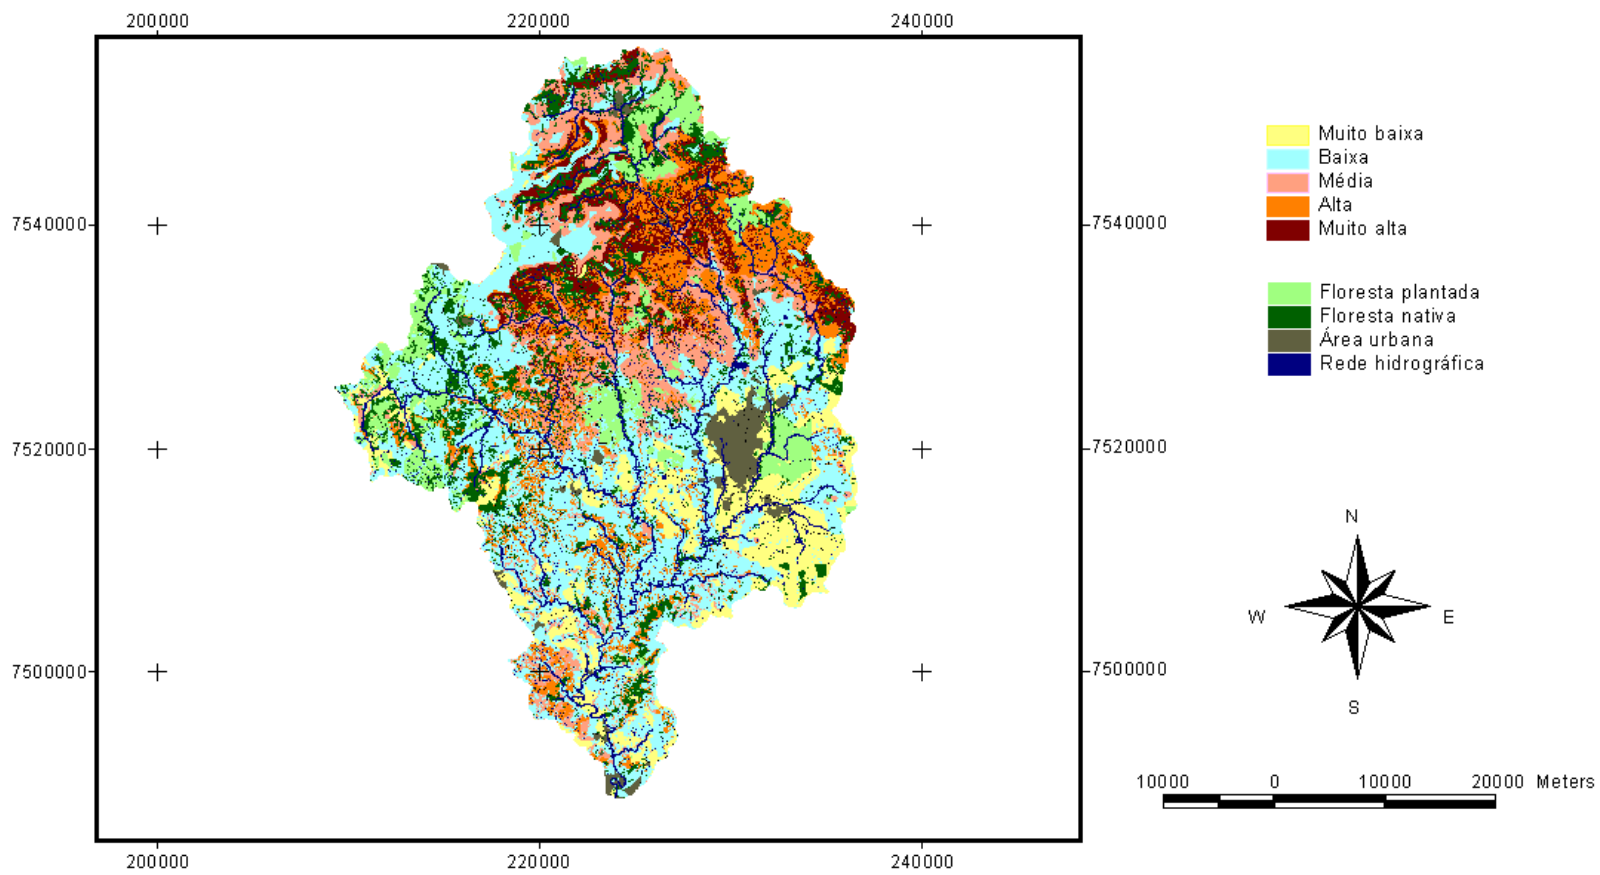 200000 220000 240000
Muito baixa
Baixa
Média
Alta
Muito alta
7540000 7540000
Floresta plantada
Floresta nativa
Área urbana
Rede hidrográfica
7520000 7520000
N
W E
S
7500000 7500000
10000 0 10000 20000 Meters
200000 220000 240000